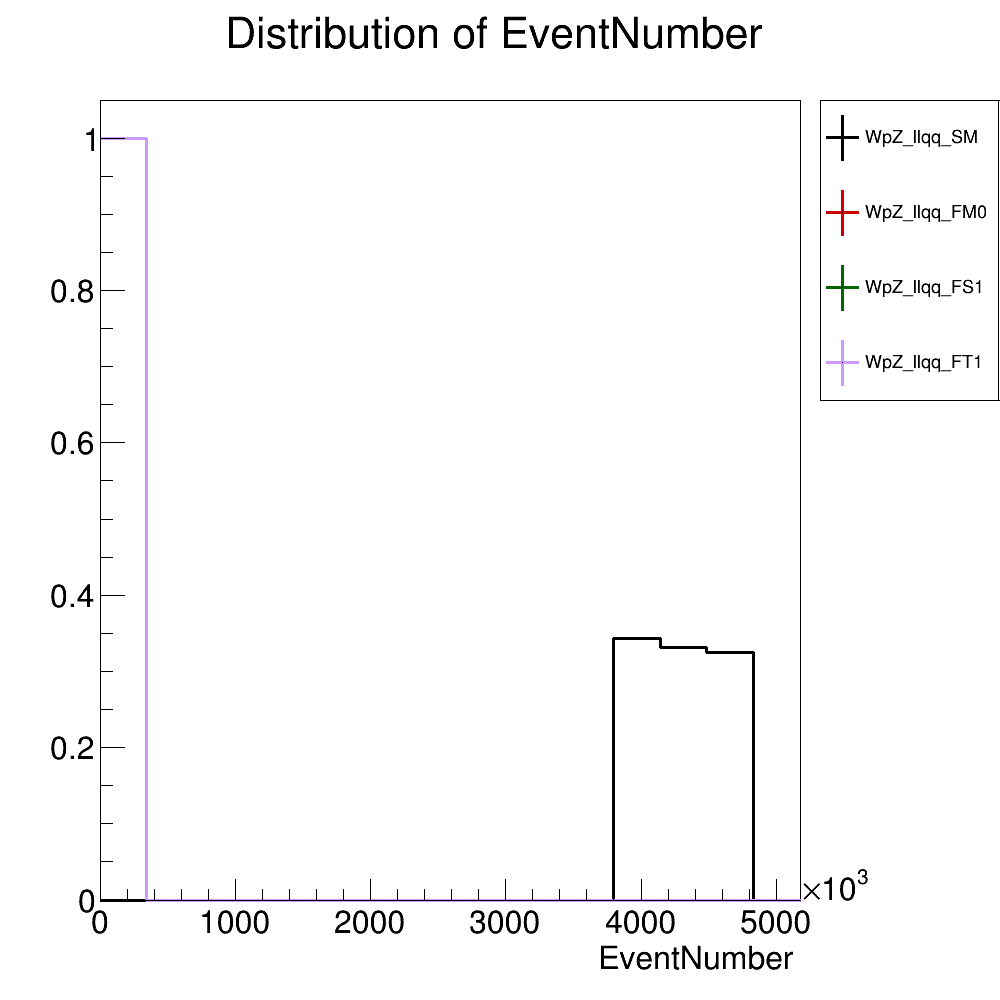 Distribution of EventNumber
1
0.8
0.6
0.4
0.2
0
0 1000 2000 3000 4000 5000
×10³
EventNumber
WpZ_llqq_SM
WpZ_llqq_FM0
WpZ_llqq_FS1
WpZ_llqq_FT1